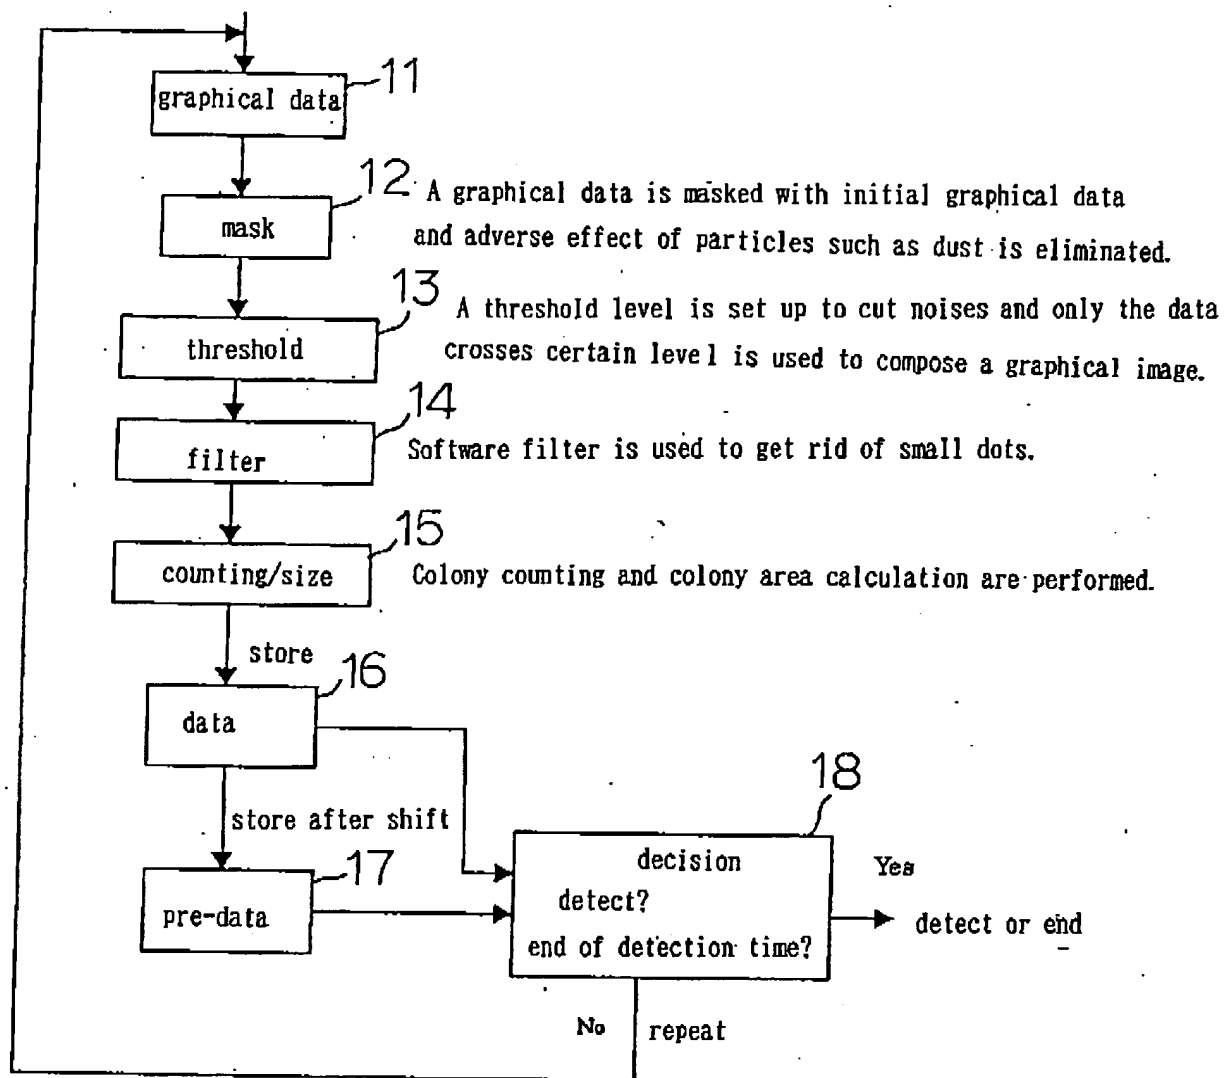 11
graphical data
12
A graphical data is masked with initial graphical data
mask
and adverse effect of particles such as dust is eliminated.
13
A threshold level is set up to cut noises and only the data
threshold
crosses certain level is used to compose a graphical image.
14
filter
Software filter is used to get rid of small dots.
15
counting/size
Colony counting and colony area calculation are performed.
store
16
data
store after shift
17
pre-data
18
decision
detect?
end of detection time?
Yes
detect or end
No
repeat